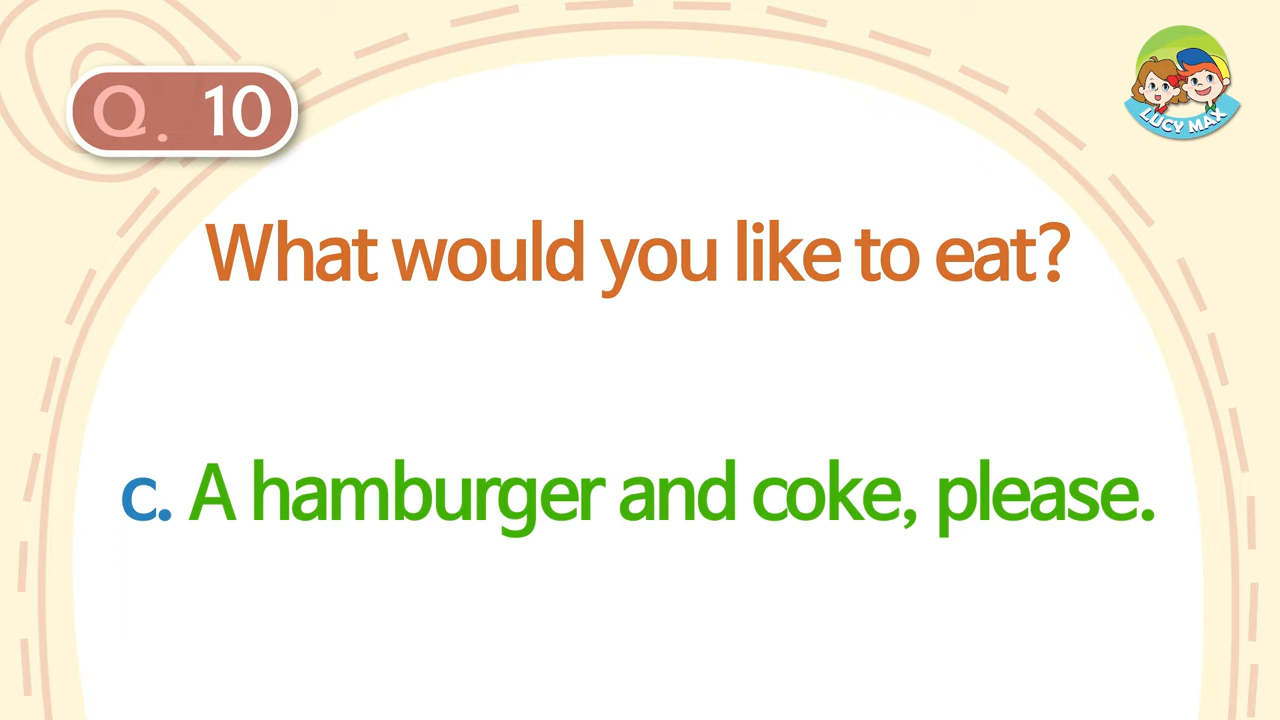 Q. 10
LUCY MAX
What would you like to eat?
c. A hamburger and coke, please.